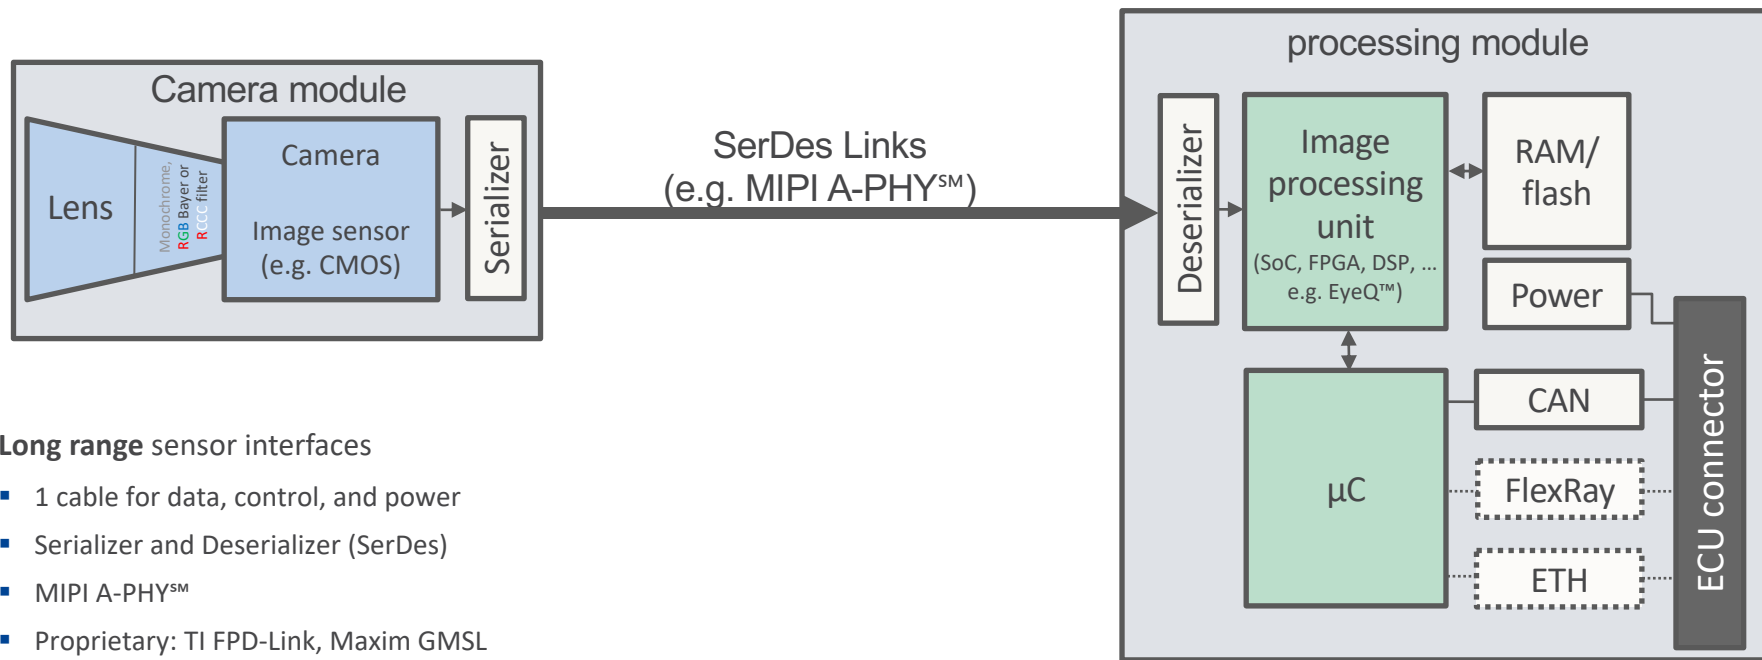 Camera module
Lens
Monochrome,
RGB Bayer or
RCCC filter
Camera
Image sensor
(e.g. CMOS)
Serializer
SerDes Links
(e.g. MIPI A-PHY℠)
processing module
Deserializer
Image
processing
unit
(SoC, FPGA, DSP, …
e.g. EyeQ™)
RAM/
flash
Power
µC
CAN
FlexRay
ETH
ECU connector
Long range sensor interfaces
▪ 1 cable for data, control, and power
▪ Serializer and Deserializer (SerDes)
▪ MIPI A-PHY℠
▪ Proprietary: TI FPD-Link, Maxim GMSL